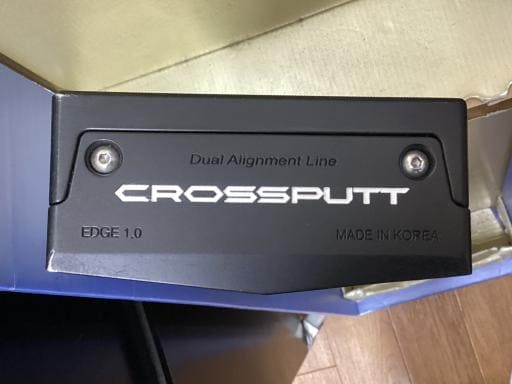 Dual Alignment Line
CROSSPUTT
EDGE 1.0
MADE IN KOREA